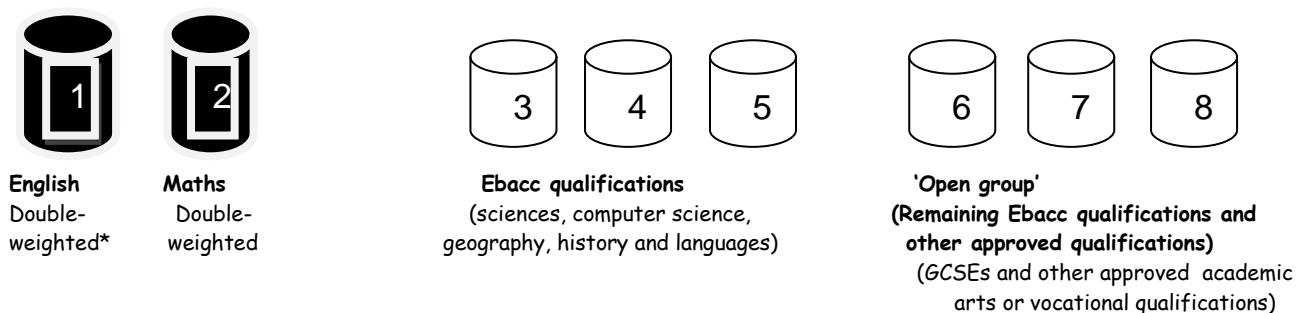 1
2
3
4
5
6
7
8
English
Double-
weighted*
Maths
Double-
weighted
Ebacc qualifications
(sciences, computer science,
geography, history and languages)
‘Open group’
(Remaining Ebacc qualifications and
other approved qualifications)
(GCSEs and other approved academic
arts or vocational qualifications)